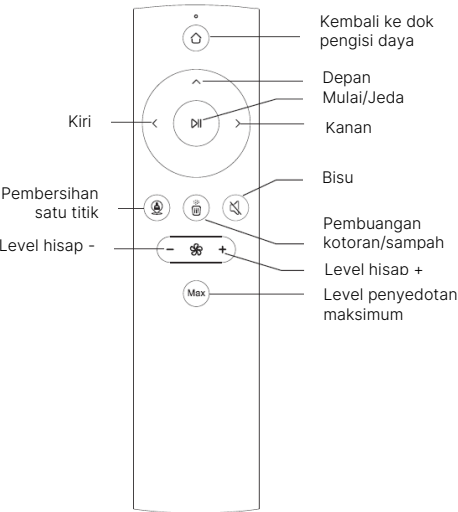 Kembali ke dok
pengisi daya
Depan
Mulai/Jeda
Kiri
Kanan
Bisu
Pembersihan
satu titik
Pembuangan
kotoran/sampah
Level hisap -
Level hisap +
Max
Level penyedotan
maksimum